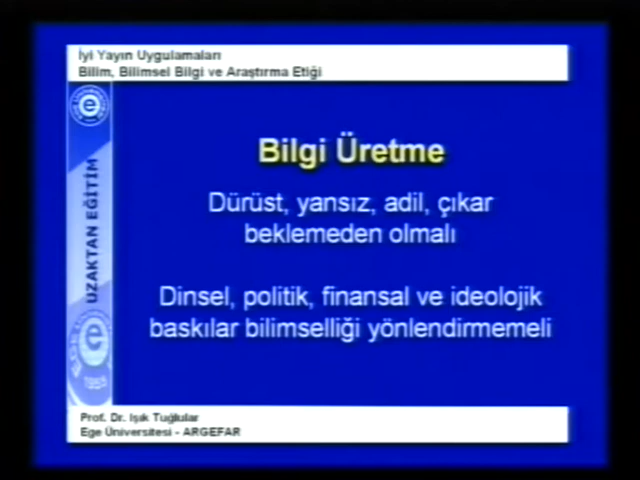 İyi Yayın Uygulamaları
Bilim, Bilimsel Bilgi ve Araştırma Etiği
UZAKTAN EĞİTİM
Bilgi Üretme
Dürüst, yansız, adil, çıkar
beklemeden olmalı
Dinsel, politik, finansal ve ideolojik
baskılar bilimselliği yönlendirmemeli
1955
Prof. Dr. Işık Tuğlular
Ege Üniversitesi - ARGEFAR